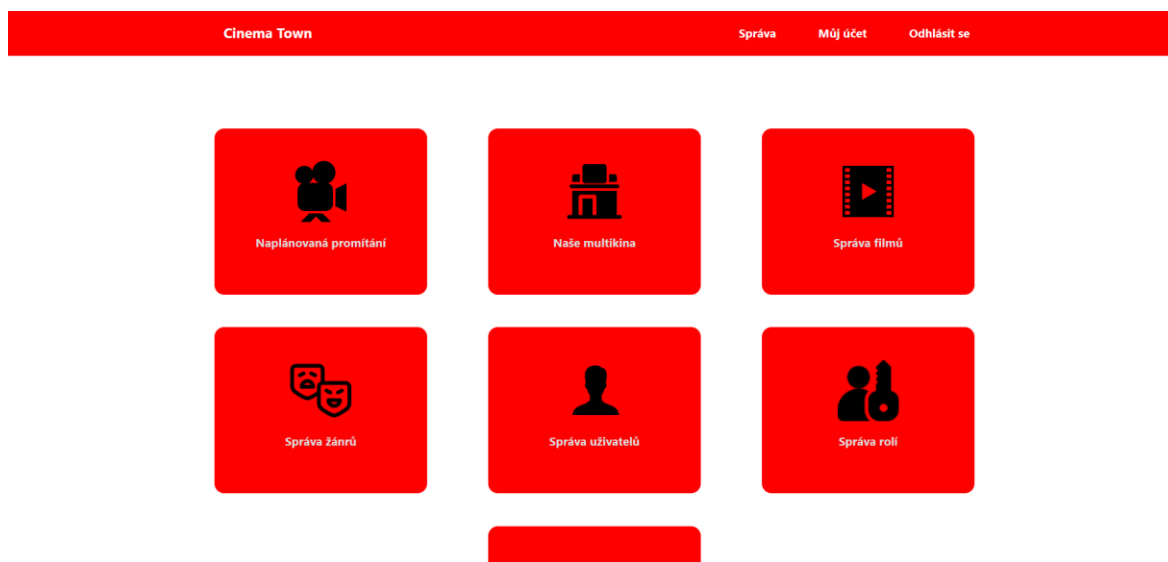 Cinema Town
Správa
Můj účet
Odhlásit se
Naplánovaná promítání
Naše multikina
Správa filmů
Správa žánrů
Správa uživatelů
Správa rolí